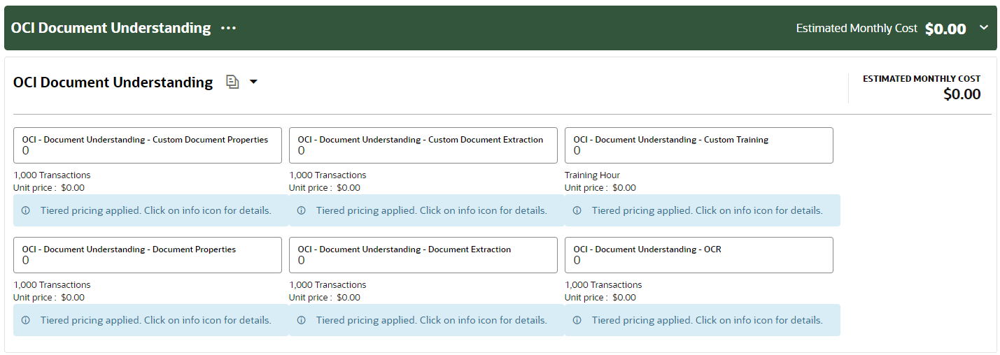 OCI Document Understanding ...
Estimated Monthly Cost $0.00
OCI Document Understanding
ESTIMATED MONTHLY COST
$0.00
OCI - Document Understanding - Custom Document Properties
0
1,000 Transactions
Unit price : $0.00
Tiered pricing applied. Click on info icon for details.
OCI - Document Understanding - Custom Document Extraction
0
1,000 Transactions
Unit price : $0.00
Tiered pricing applied. Click on info icon for details.
OCI - Document Understanding - Custom Training
0
Training Hour
Unit price : $0.00
Tiered pricing applied. Click on info icon for details.
OCI - Document Understanding - Document Properties
0
1,000 Transactions
Unit price : $0.00
Tiered pricing applied. Click on info icon for details.
OCI - Document Understanding - Document Extraction
0
1,000 Transactions
Unit price : $0.00
Tiered pricing applied. Click on info icon for details.
OCI - Document Understanding - OCR
0
1,000 Transactions
Unit price : $0.00
Tiered pricing applied. Click on info icon for details.